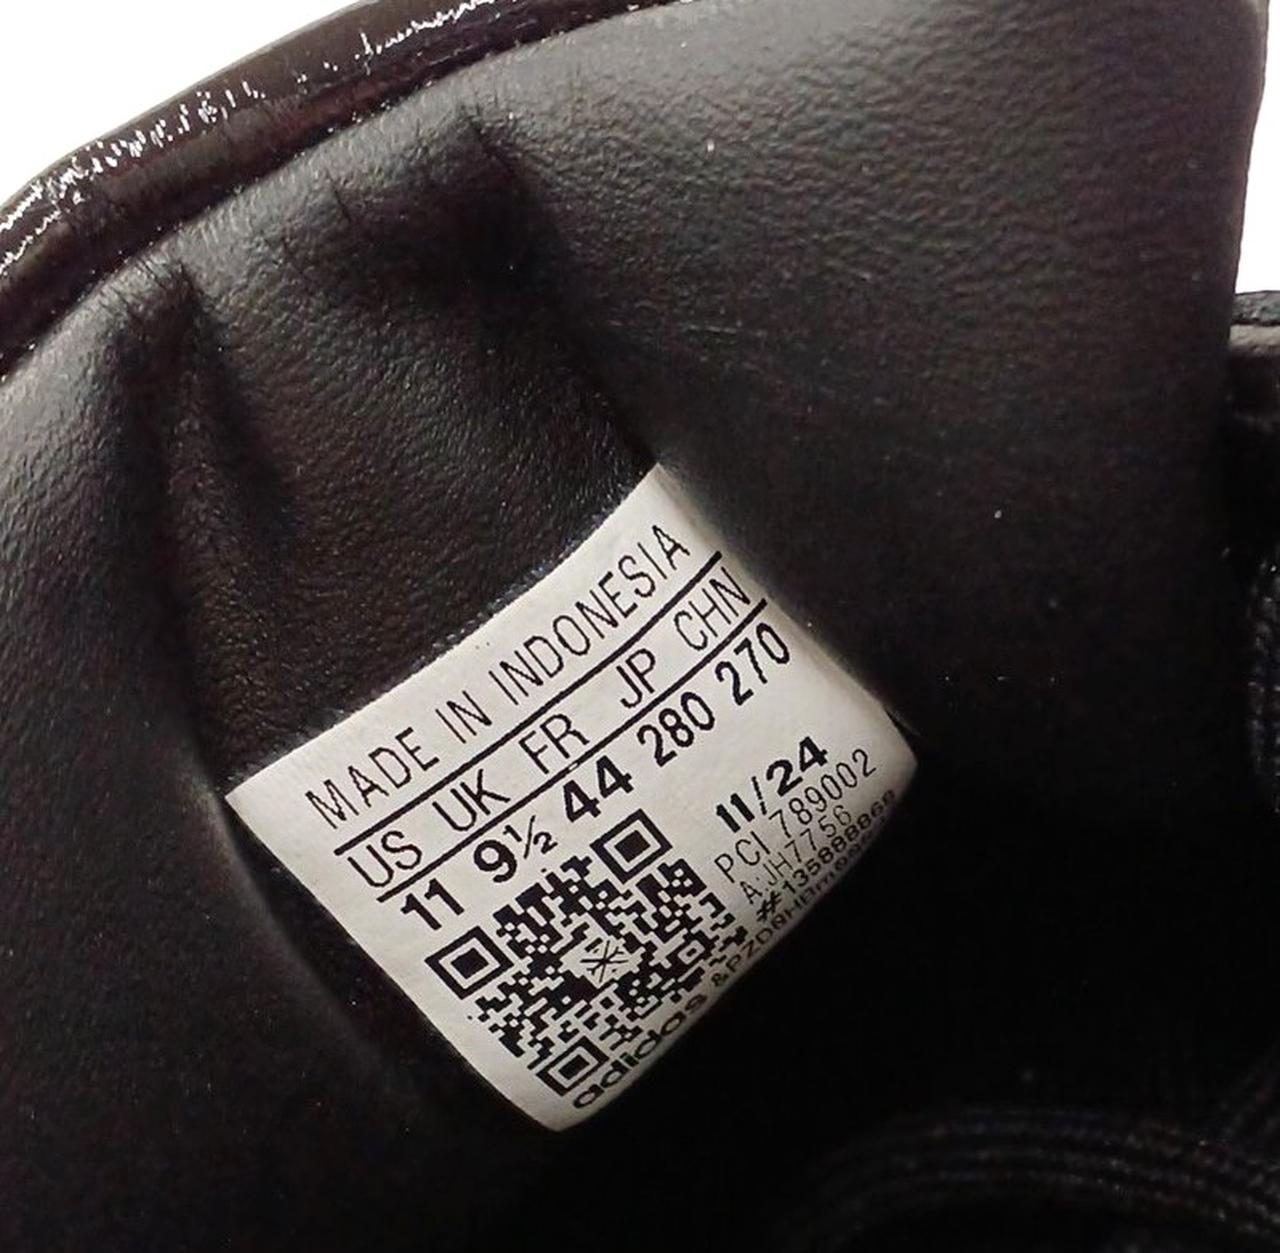 MADE IN INDONESIA
US UK FR JP CHN
11 9½ 44 280 270
11/24
PCI 789002
A:JH7756
adidas